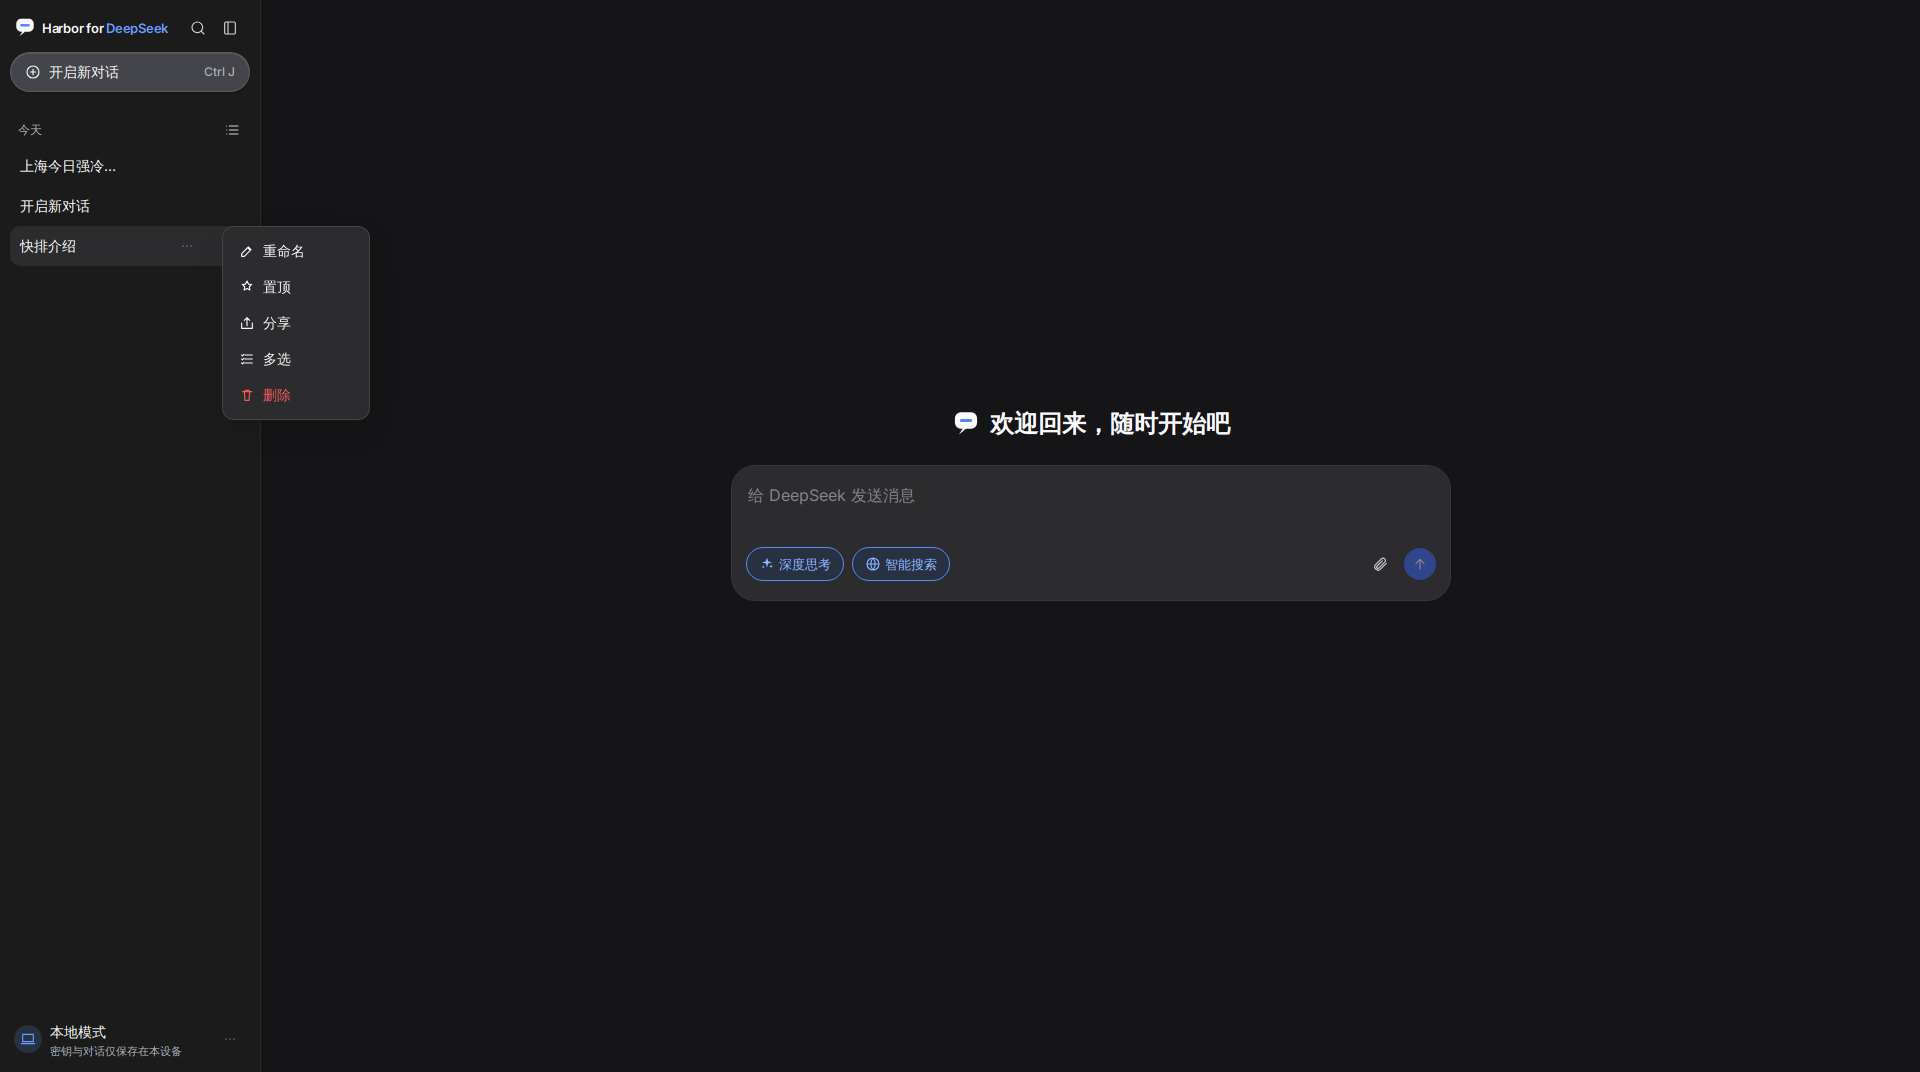 Harbor for DeepSeek
开启新对话 Ctrl J
今天
上海今日强冷...
开启新对话
快排介绍
重命名
置顶
分享
多选
删除
欢迎回来，随时开始吧
给 DeepSeek 发送消息
深度思考 智能搜索
本地模式
密钥与对话仅保存在本设备